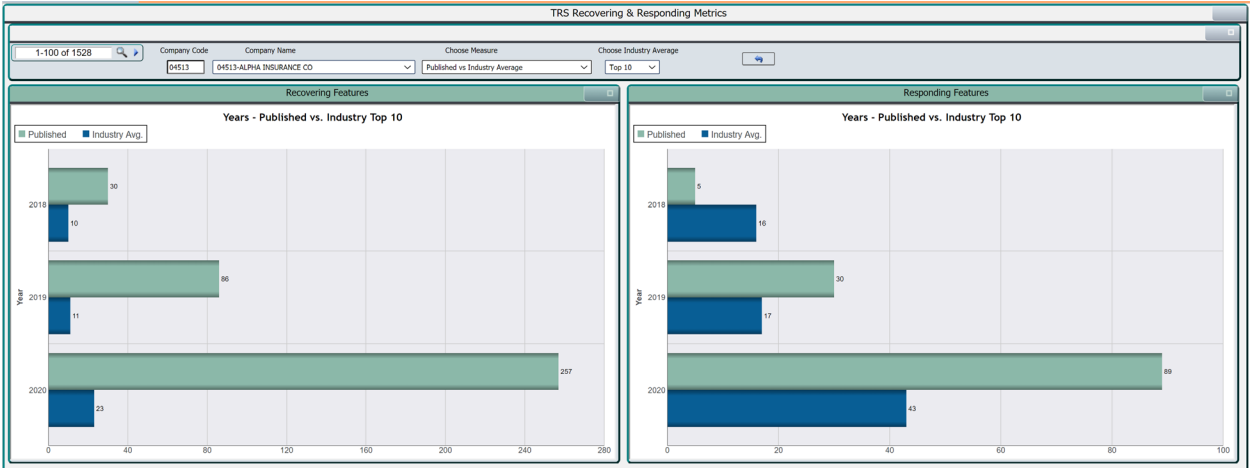 TRS Recovering & Responding Metrics
1-100 of 1528
Company Code
Company Name
Choose Measure
Choose Industry Average
04513
04513-ALPHA INSURANCE CO
Published vs Industry Average
Top 10
Recovering Features
Years - Published vs. Industry Top 10
Published
Industry Avg.
Year
2018
30
10
2019
86
11
2020
257
23
0 40 80 120 160 200 240 280
Responding Features
Years - Published vs. Industry Top 10
Published
Industry Avg.
Year
2018
5
16
2019
30
17
2020
89
43
0 20 40 60 80 100